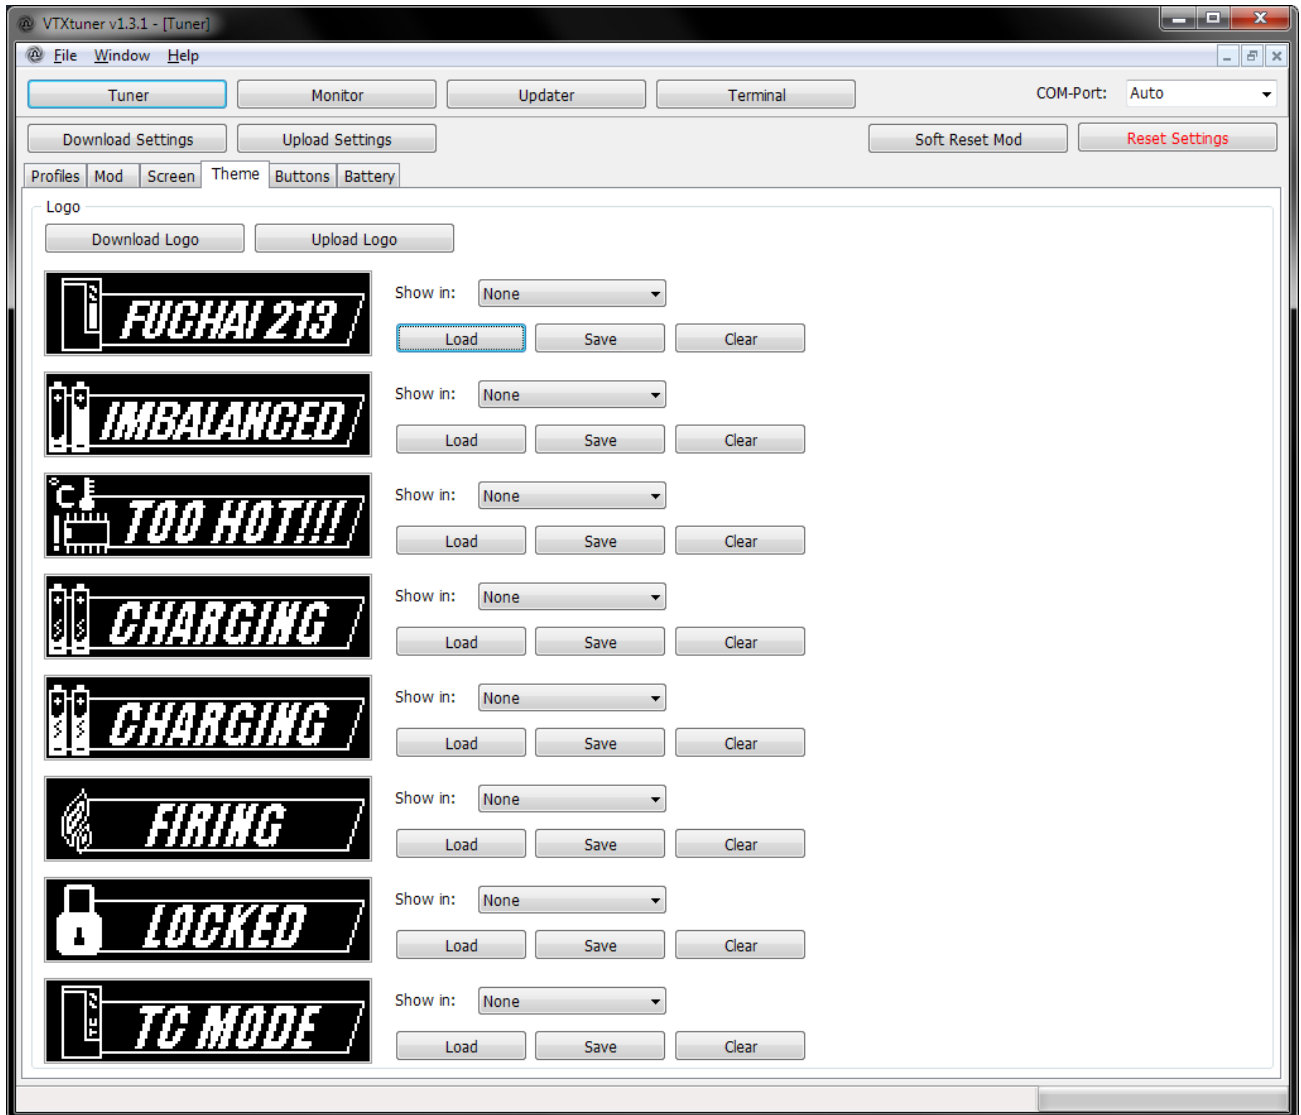 VTXtuner v1.3.1 - [Tuner]
File Window Help
Tuner Monitor Updater Terminal COM-Port: Auto
Download Settings Upload Settings Soft Reset Mod Reset Settings
Profiles Mod Screen Theme Buttons Battery
Logo
Download Logo Upload Logo
FUCHAI 213 Show in: None
Load Save Clear
IMBALANCED Show in: None
Load Save Clear
°C TOO HOT!!! Show in: None
Load Save Clear
CHARGING Show in: None
Load Save Clear
CHARGING Show in: None
Load Save Clear
FIRING Show in: None
Load Save Clear
LOCKED Show in: None
Load Save Clear
TC MODE Show in: None
Load Save Clear